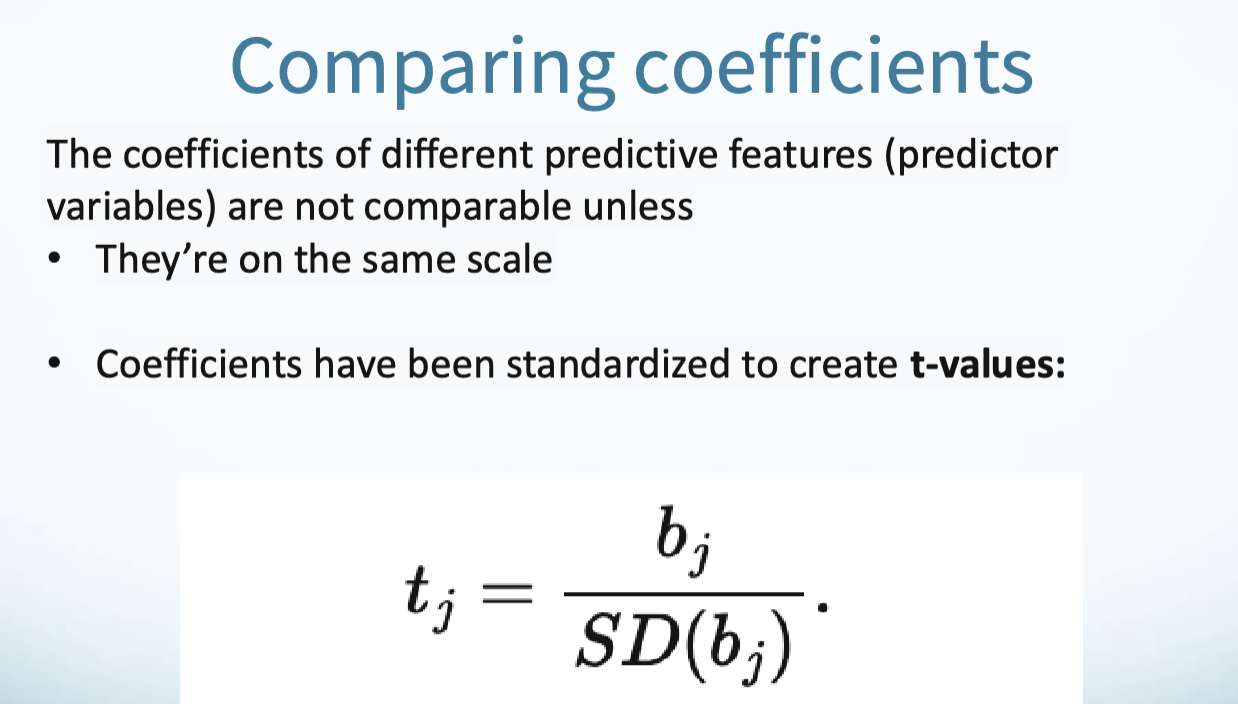 Comparing coefficients
The coefficients of different predictive features (predictor
variables) are not comparable unless
• They’re on the same scale
• Coefficients have been standardized to create t-values:
t_j = b_j / SD(b_j).